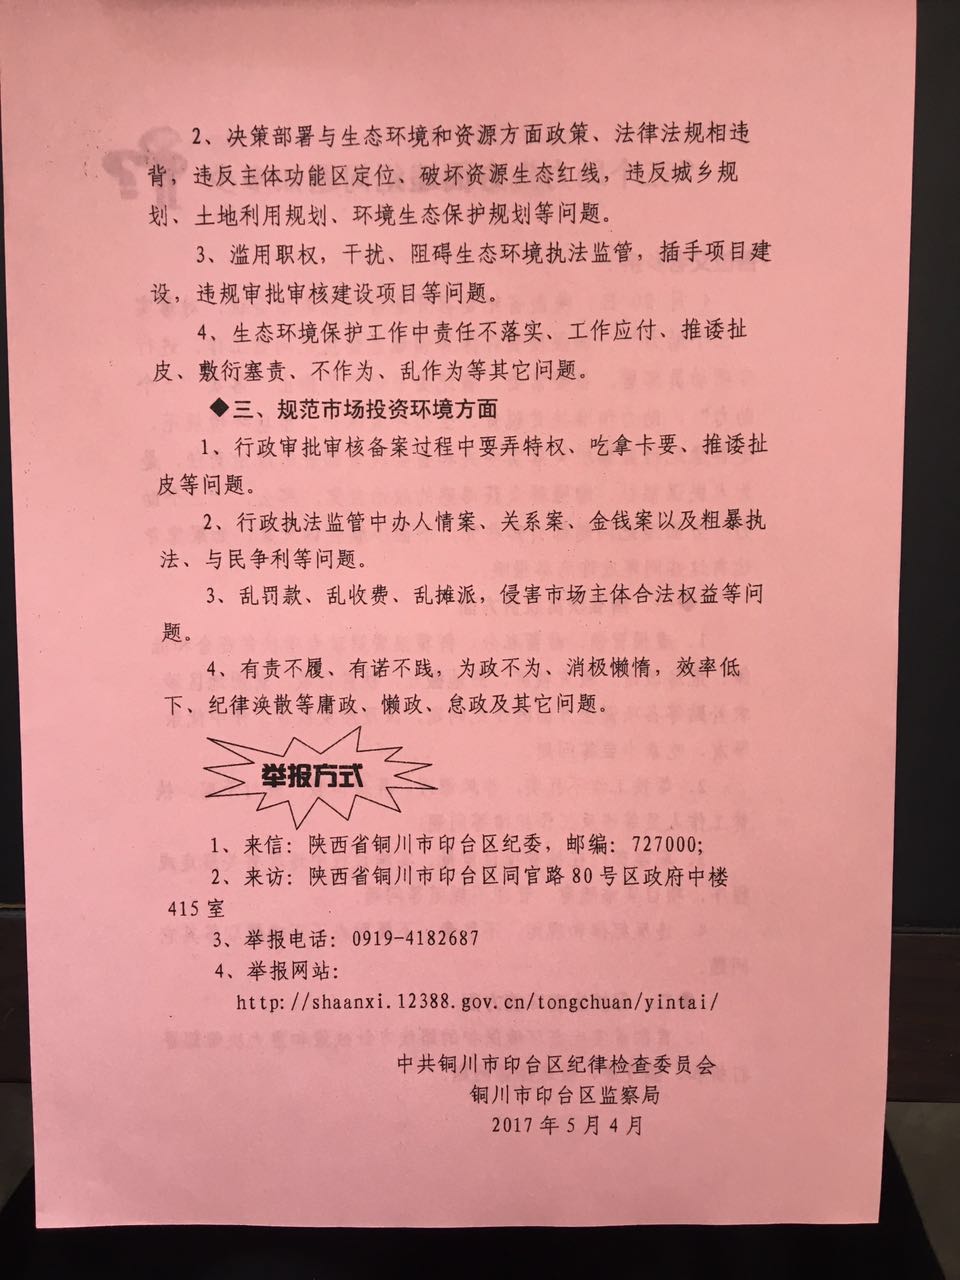 2、决策部署与生态环境和资源方面政策、法律法规相违
背，违反主体功能区定位、破坏资源生态红线，违反城乡规
划、土地利用规划、环境生态保护规划等问题。
3、滥用职权，干扰、阻碍生态环境执法监管，插手项目建
设，违规审批审核建设项目等问题。
4、生态环境保护工作中责任不落实、工作应付、推诿扯
皮、敷衍塞责、不作为、乱作为等其它问题。
◆三、规范市场投资环境方面
1、行政审批审核备案过程中耍弄特权、吃拿卡要、推诿扯
皮等问题。
2、行政执法监管中办人情案、关系案、金钱案以及粗暴执
法、与民争利等问题。
3、乱罚款、乱收费、乱摊派，侵害市场主体合法权益等问
题。
4、有责不履、有诺不践，为政不为、消极懒惰，效率低
下、纪律涣散等庸政、懒政、怠政及其它问题。
举报方式
1、来信：陕西省铜川市印台区纪委，邮编：727000;
2、来访：陕西省铜川市印台区同官路80号区政府中楼
415室
3、举报电话：0919-4182687
4、举报网站：
http://shaanxi.12388.gov.cn/tongchuan/yintai/
中共铜川市印台区纪律检查委员会
铜川市印台区监察局
2017年5月4日